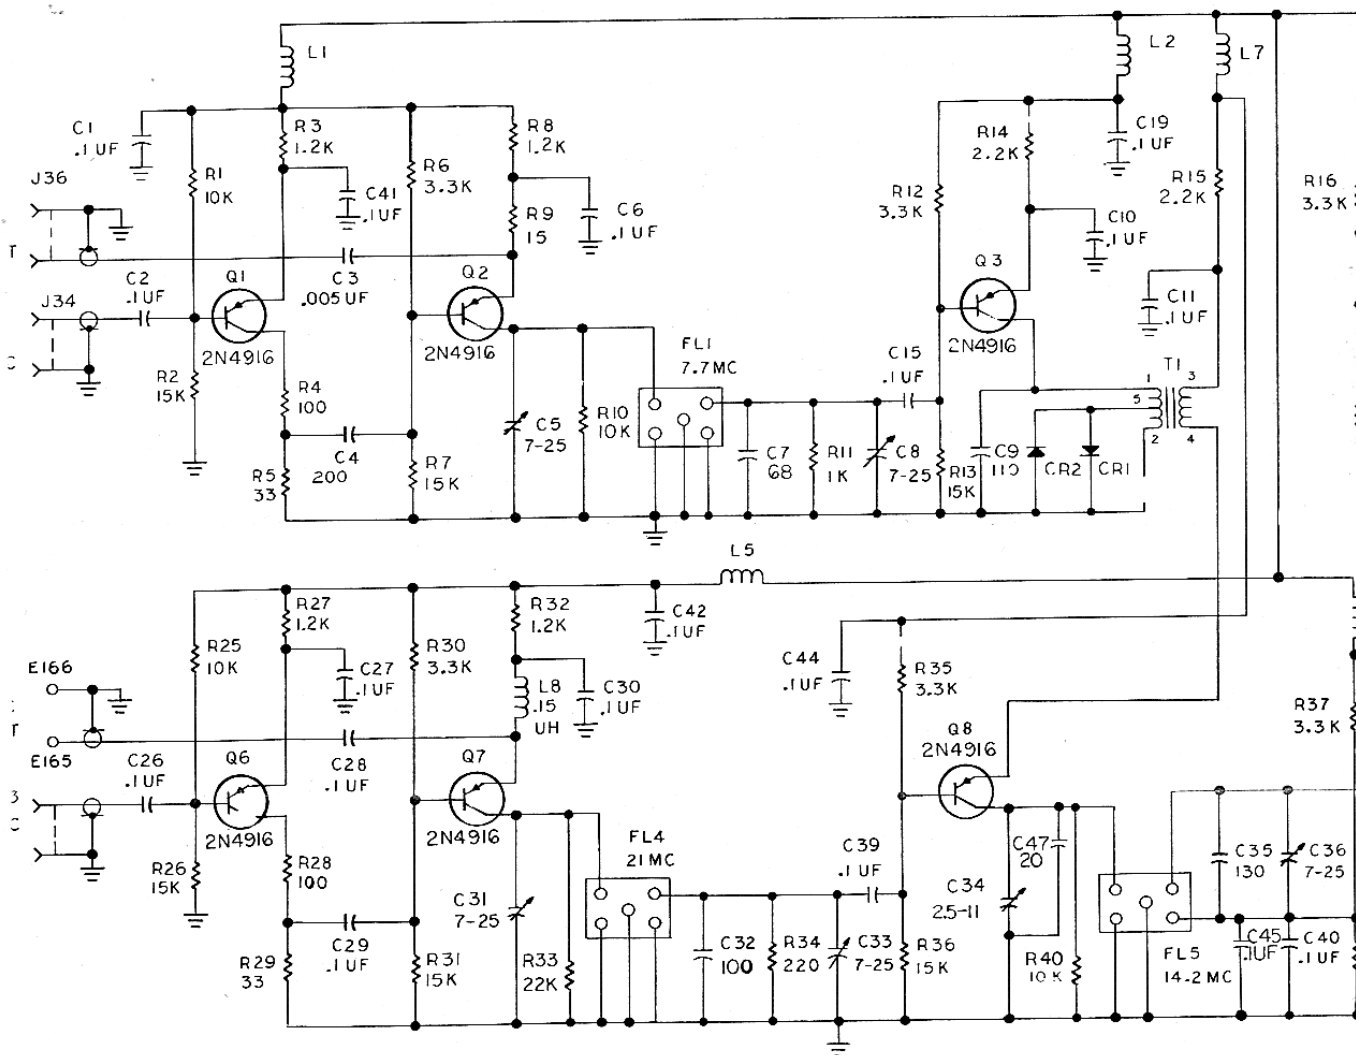 L1
L2
L7
C1
.1UF
R3
1.2K
R8
1.2K
R14
2.2K
C19
.1UF
J36
R1
10K
C41
.1UF
R6
3.3K
R9
15
C6
.1UF
R12
3.3K
C10
.1UF
R15
2.2K
R16
3.3K
T
C2
.1UF
Q1
C3
.005UF
Q2
Q3
C11
.1UF
J34
2N4916
2N4916
2N4916
FL1
7.7MC
C15
.1UF
T1
R2
15K
R4
100
C5
7-25
R10
10K
1
5
2
3
4
R5
33
C4
200
R7
15K
C7
68
R11
1K
C8
7-25
R13
15K
C9
110
CR2
CR1
L5
R27
1.2K
R32
1.2K
C42
.1UF
R25
10K
C27
.1UF
R30
3.3K
L8
.15
UH
C30
.1UF
C44
.1UF
R35
3.3K
E166
T
E165
R37
3.3K
C26
.1UF
Q6
C28
.1UF
Q7
Q8
2N4916
3
2N4916
2N4916
FL4
21MC
C39
.1UF
C47
20
C35
130
C36
7-25
R26
15K
R28
100
C31
7-25
C34
2.5-11
R29
33
C29
.1UF
R31
15K
R33
22K
C32
100
R34
220
C33
7-25
R36
15K
R40
10K
FL5
14.2MC
C45
.1UF
C40
.1UF